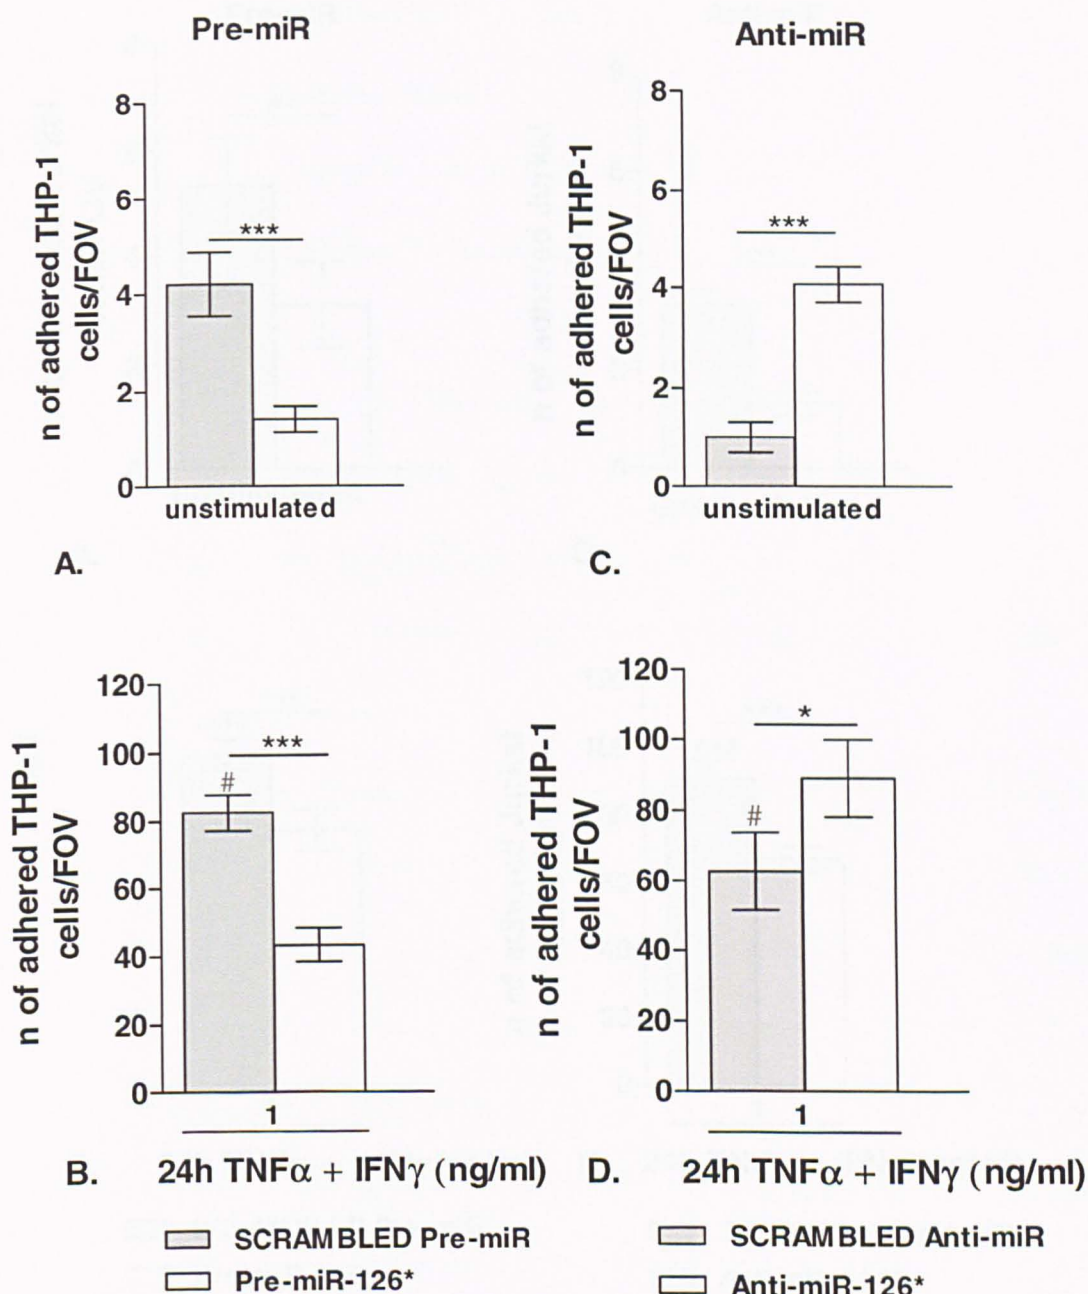 Pre-miR
8
6
4
2
0
n of adhered THP-1
cells/FOV
***
unstimulated
A.
Anti-miR
8
6
4
2
0
n of adhered THP-1
cells/FOV
***
unstimulated
C.
120
100
80
60
40
20
0
n of adhered THP-1
cells/FOV
***
#
1
B. 24h TNFα + IFNγ (ng/ml)
SCRAMBLED Pre-miR
Pre-miR-126*
120
100
80
60
40
20
0
n of adhered THP-1
cells/FOV
*
#
1
D. 24h TNFα + IFNγ (ng/ml)
SCRAMBLED Anti-miR
Anti-miR-126*